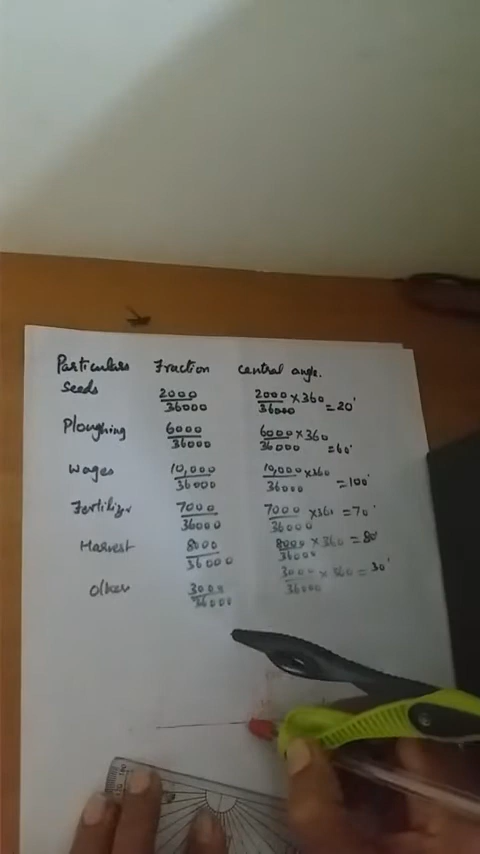 Particulars Fraction central angle.
Seeds 2000/36000 2000/36000 × 360 = 20°
Ploughing 6000/36000 6000/36000 × 360 = 60°
Wages 10,000/36000 10,000/36000 × 360 = 100°
Fertilizer 7000/36000 7000/36000 × 360 = 70°
Harvest 8000/36000 8000/36000 × 360 = 80°
Others 3000/36000 3000/36000 × 360 = 30°